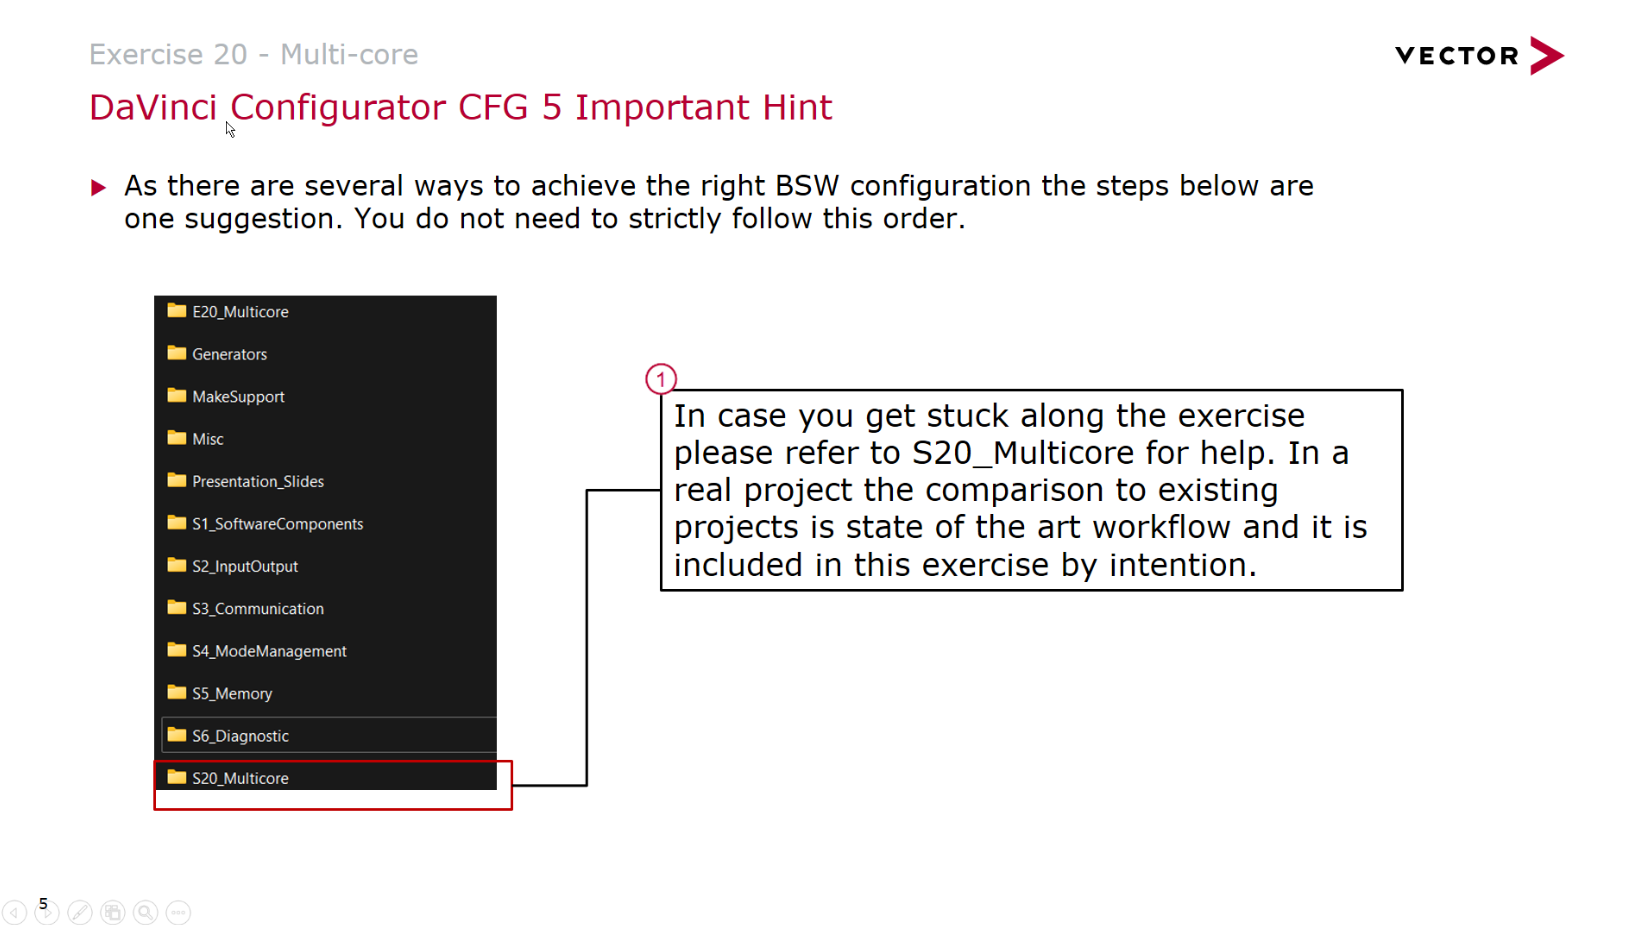 Exercise 20 - Multi-core
VECTOR
DaVinci Configurator CFG 5 Important Hint
As there are several ways to achieve the right BSW configuration the steps below are
one suggestion. You do not need to strictly follow this order.
E20_Multicore
Generators
MakeSupport
Misc
Presentation_Slides
S1_SoftwareComponents
S2_InputOutput
S3_Communication
S4_ModeManagement
S5_Memory
S6_Diagnostic
S20_Multicore
1
In case you get stuck along the exercise
please refer to S20_Multicore for help. In a
real project the comparison to existing
projects is state of the art workflow and it is
included in this exercise by intention.
5